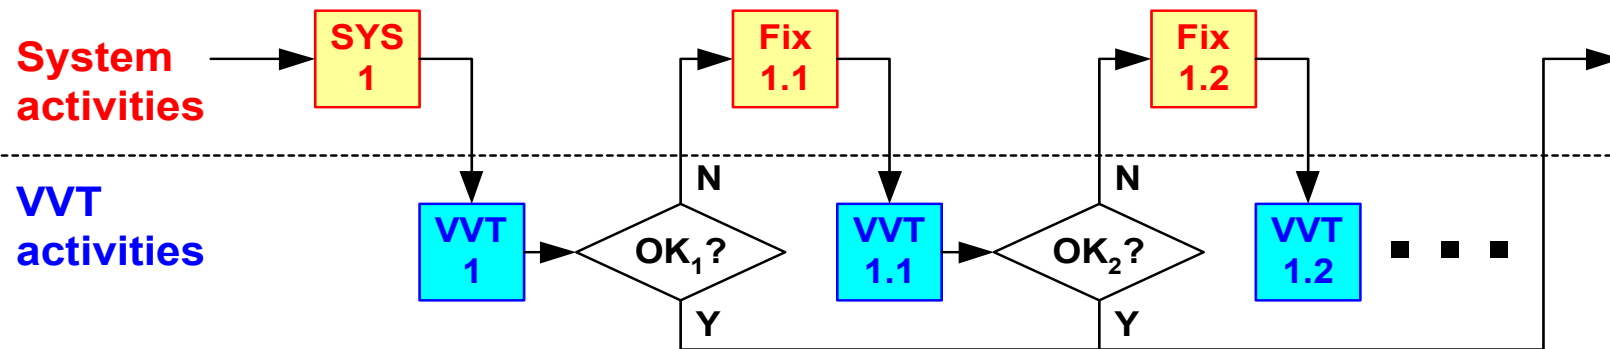 System
activities
SYS
1
Fix
1.1
Fix
1.2
VVT
activities
VVT
1
OK₁?
N
Y
VVT
1.1
OK₂?
N
Y
VVT
1.2